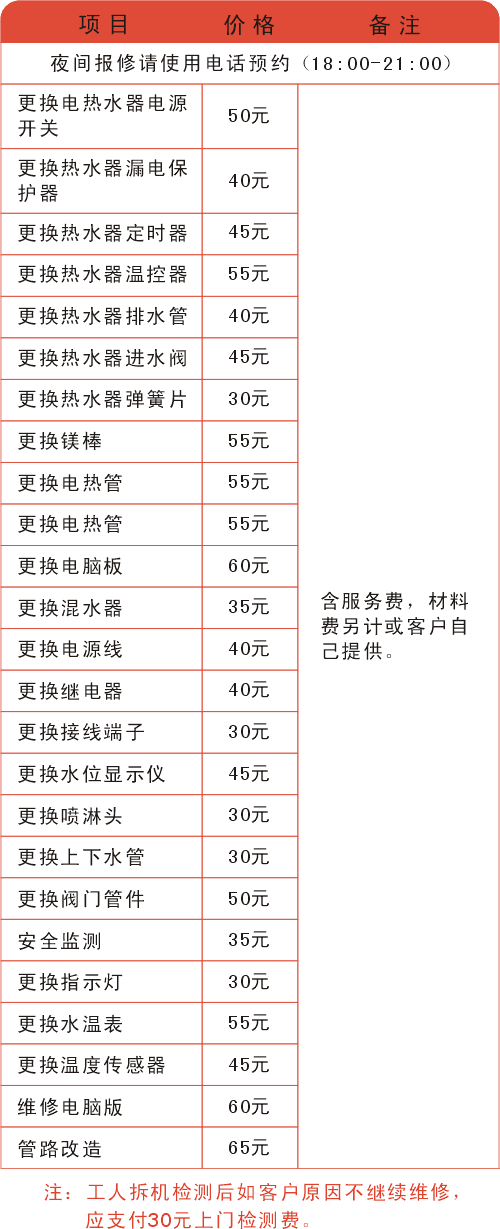 项目 价格 备注
夜间报修请使用电话预约（18:00-21:00）
更换电热水器电源
开关 50元
更换热水器漏电保
护器 40元
更换热水器定时器 45元
更换热水器温控器 55元
更换热水器排水管 40元
更换热水器进水阀 45元
更换热水器弹簧片 30元
更换镁棒 55元
更换电热管 55元
更换电热管 55元
更换电脑板 60元
更换混水器 35元
更换电源线 40元
更换继电器 40元
更换接线端子 30元
更换水位显示仪 45元
更换喷淋头 30元
更换上下水管 30元
更换阀门管件 50元
安全监测 35元
更换指示灯 30元
更换水温表 55元
更换温度传感器 45元
维修电脑版 60元
管路改造 65元
含服务费，材料
费另计或客户自
己提供。
注：工人拆机检测后如客户原因不继续维修，
应支付30元上门检测费。